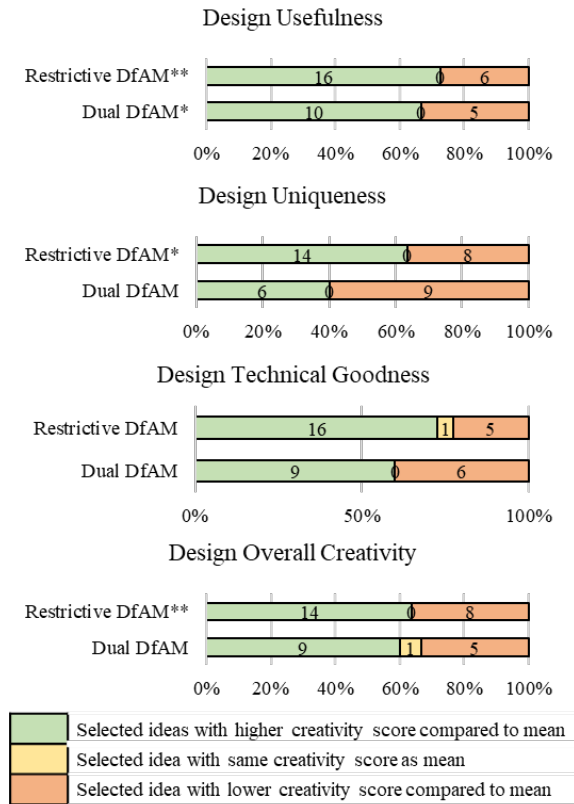 Design Usefulness
Restrictive DfAM** 16 0 6
Dual DfAM* 10 0 5
0% 20% 40% 60% 80% 100%
Design Uniqueness
Restrictive DfAM* 14 0 8
Dual DfAM 6 0 9
0% 20% 40% 60% 80% 100%
Design Technical Goodness
Restrictive DfAM 16 1 5
Dual DfAM 9 0 6
0% 50% 100%
Design Overall Creativity
Restrictive DfAM** 14 0 8
Dual DfAM 9 1 5
0% 20% 40% 60% 80% 100%
Selected ideas with higher creativity score compared to mean
Selected idea with same creativity score as mean
Selected idea with lower creativity score compared to mean